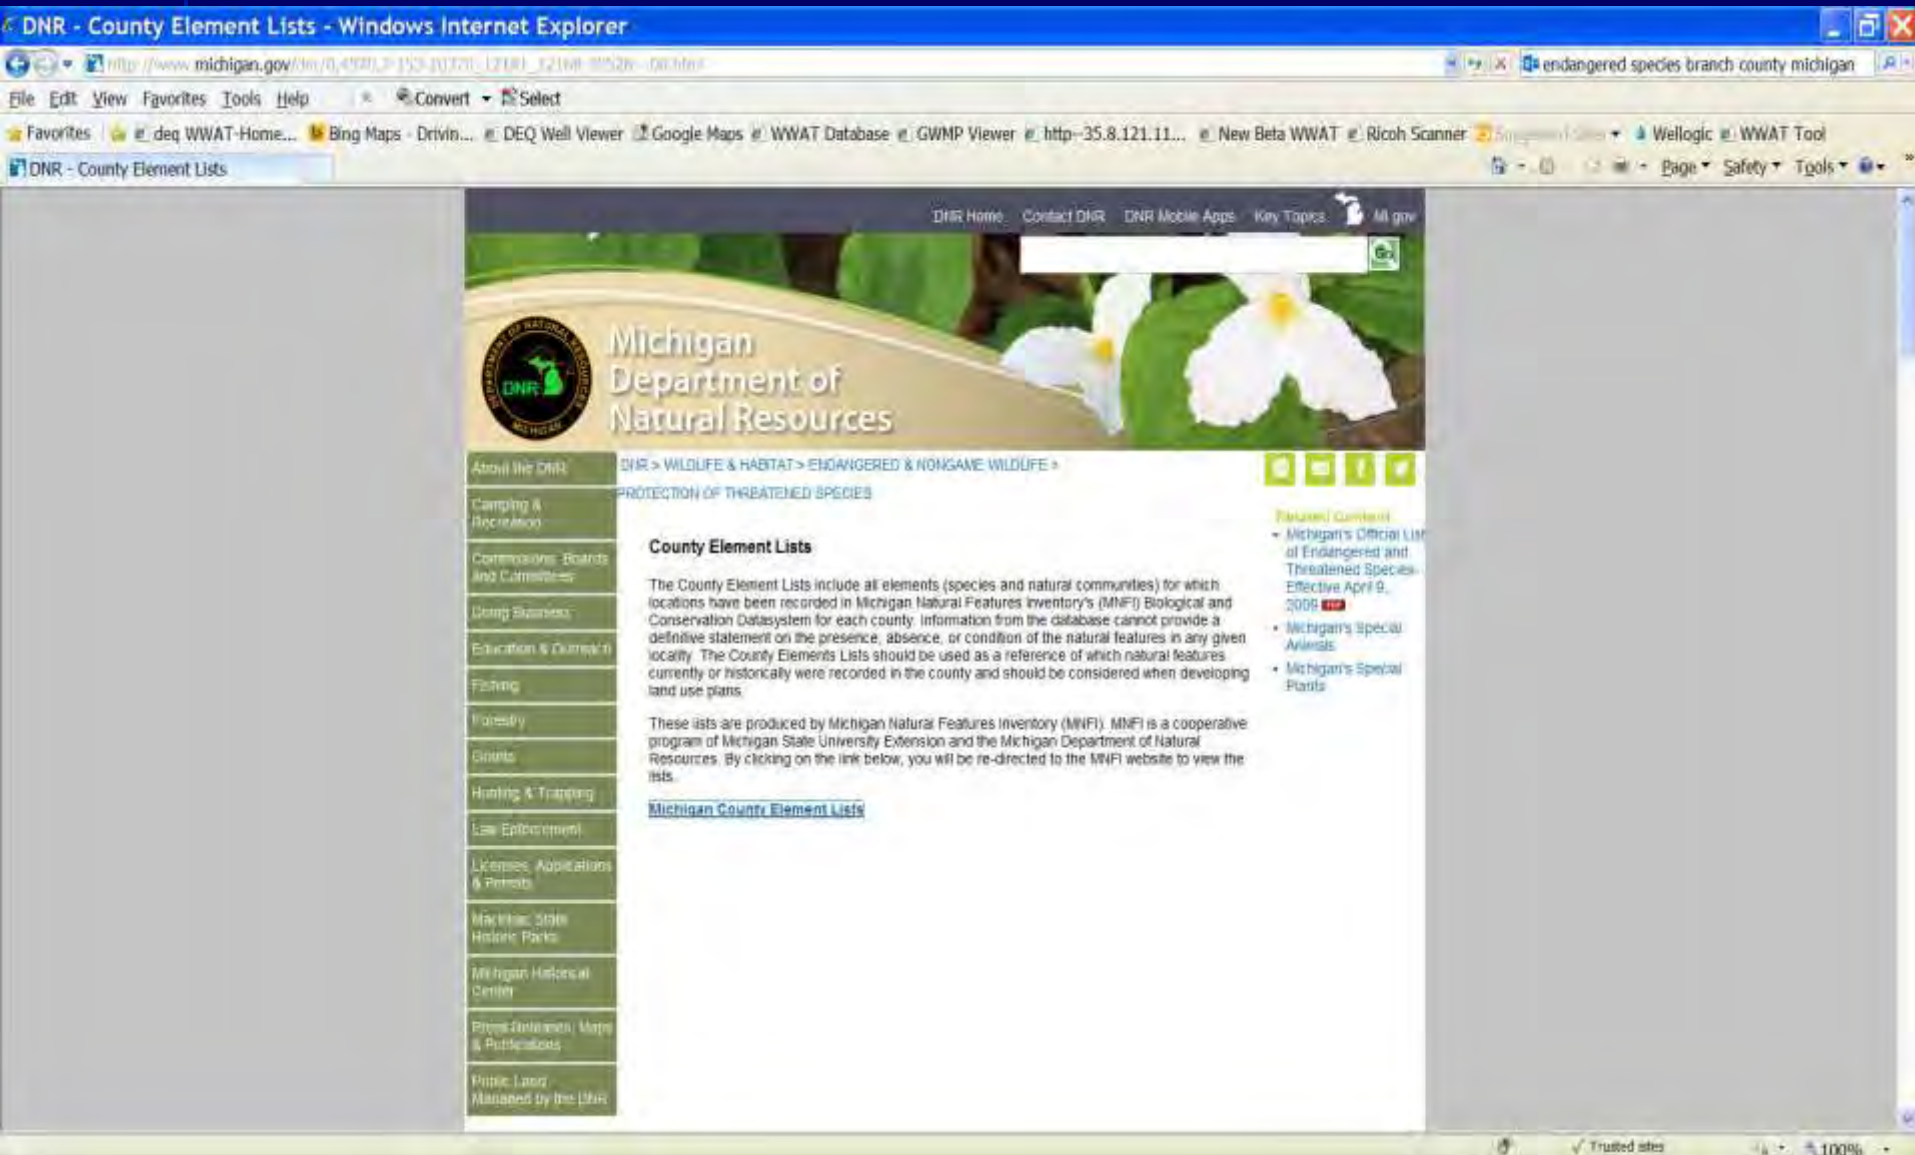 DNR - County Element Lists - Windows Internet Explorer
michigan.gov
endangered species branch county michigan
File Edit View Favorites Tools Help
Convert Select
Favorites deq WWAT-Home... Bing Maps - Drivin... DEQ Well Viewer Google Maps WWAT Database GWMP Viewer http--35.8.121.11... New Beta WWAT Ricoh Scanner Wellogic WWAT Tool
DNR - County Element Lists
Page Safety Tools
DNR Home Contact DNR DNR Mobile Apps Key Topics MI.gov
Go
DEPARTMENT OF NATURAL RESOURCES
DNR
MICHIGAN
Michigan
Department of
Natural Resources
About the DNR
Camping &
Recreation
Commissions, Boards
and Committees
Doing Business
Education & Outreach
Fishing
Forestry
Grants
Hunting & Trapping
Law Enforcement
Licenses, Applications
& Permits
Mackinac State
Historic Parks
Michigan Historical
Center
Press Releases, Maps
& Publications
Public Land
Managed by the DNR
DNR > WILDLIFE & HABITAT > ENDANGERED & NONGAME WILDLIFE >
PROTECTION OF THREATENED SPECIES
County Element Lists
The County Element Lists include all elements (species and natural communities) for which
locations have been recorded in Michigan Natural Features Inventory's (MNFI) Biological and
Conservation Datasystem for each county. Information from the database cannot provide a
definitive statement on the presence, absence, or condition of the natural features in any given
locality. The County Elements Lists should be used as a reference of which natural features
currently or historically were recorded in the county and should be considered when developing
land use plans.
These lists are produced by Michigan Natural Features Inventory (MNFI). MNFI is a cooperative
program of Michigan State University Extension and the Michigan Department of Natural
Resources. By clicking on the link below, you will be re-directed to the MNFI website to view the
lists.
Michigan County Element Lists
Related Content
Michigan's Official List
of Endangered and
Threatened Species-
Effective April 9,
2009 PDF
Michigan's Special
Animals
Michigan's Special
Plants
Trusted sites
100%